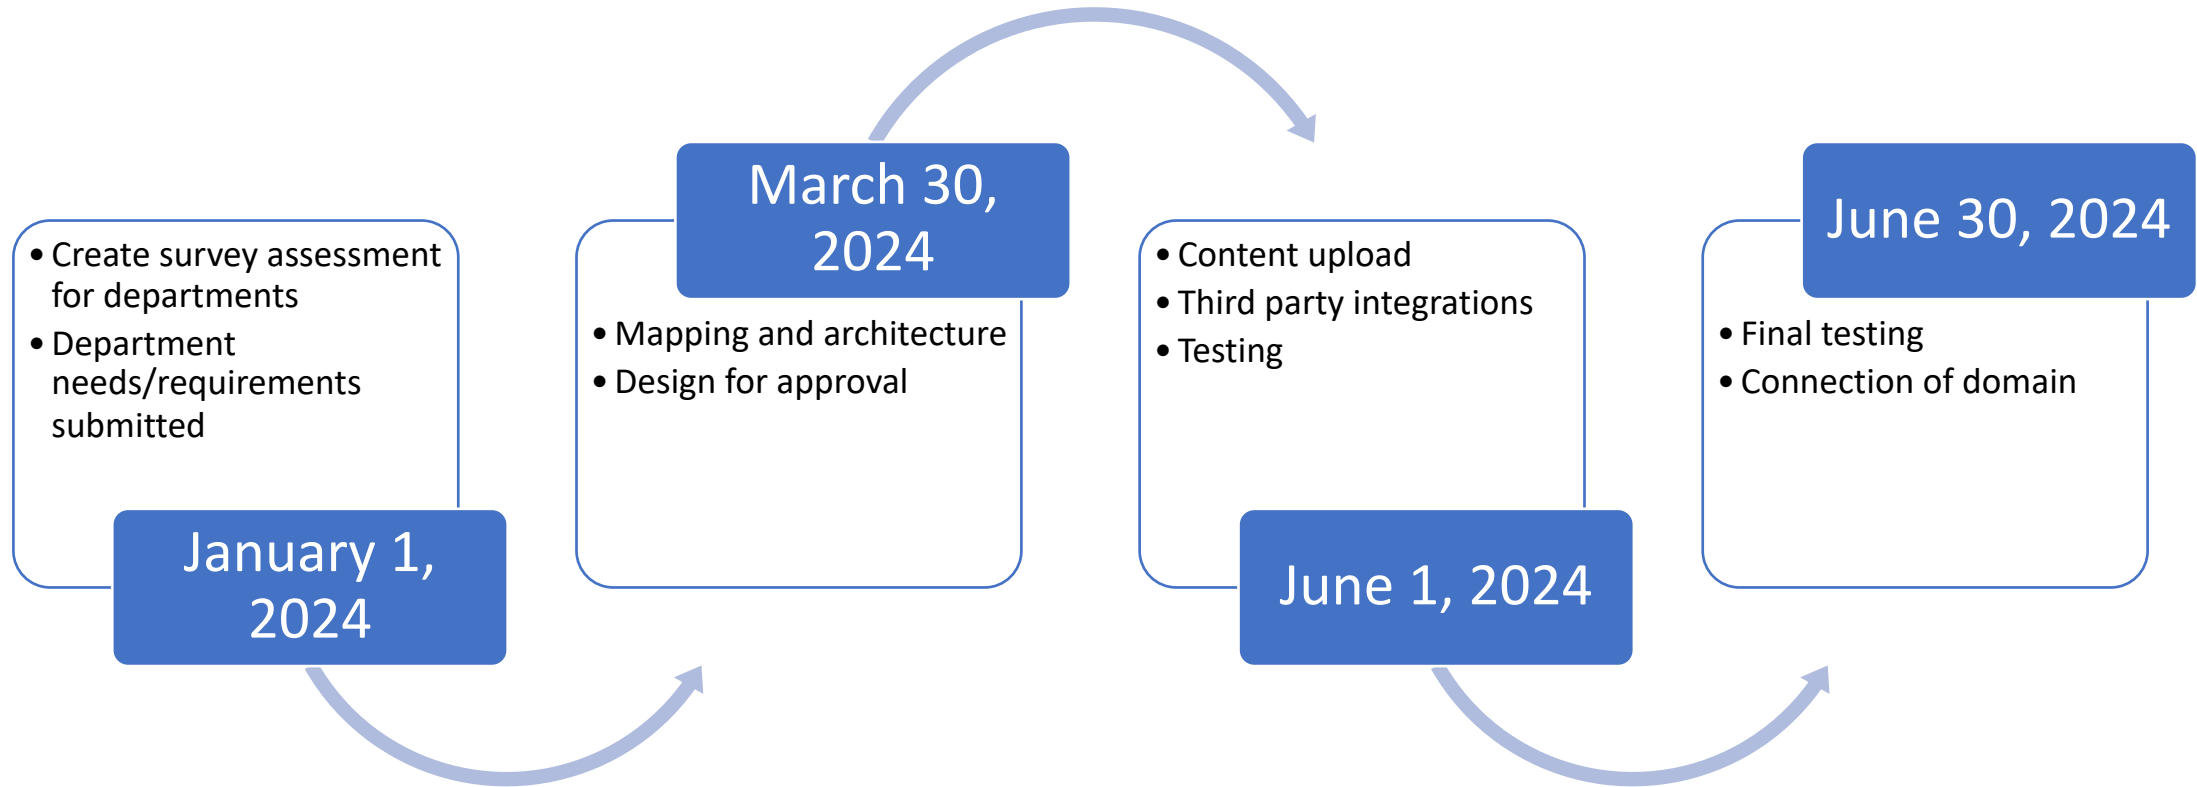 • Create survey assessment
for departments
• Department
needs/requirements
submitted
January 1,
2024
March 30,
2024
• Mapping and architecture
• Design for approval
• Content upload
• Third party integrations
• Testing
June 1, 2024
June 30, 2024
• Final testing
• Connection of domain